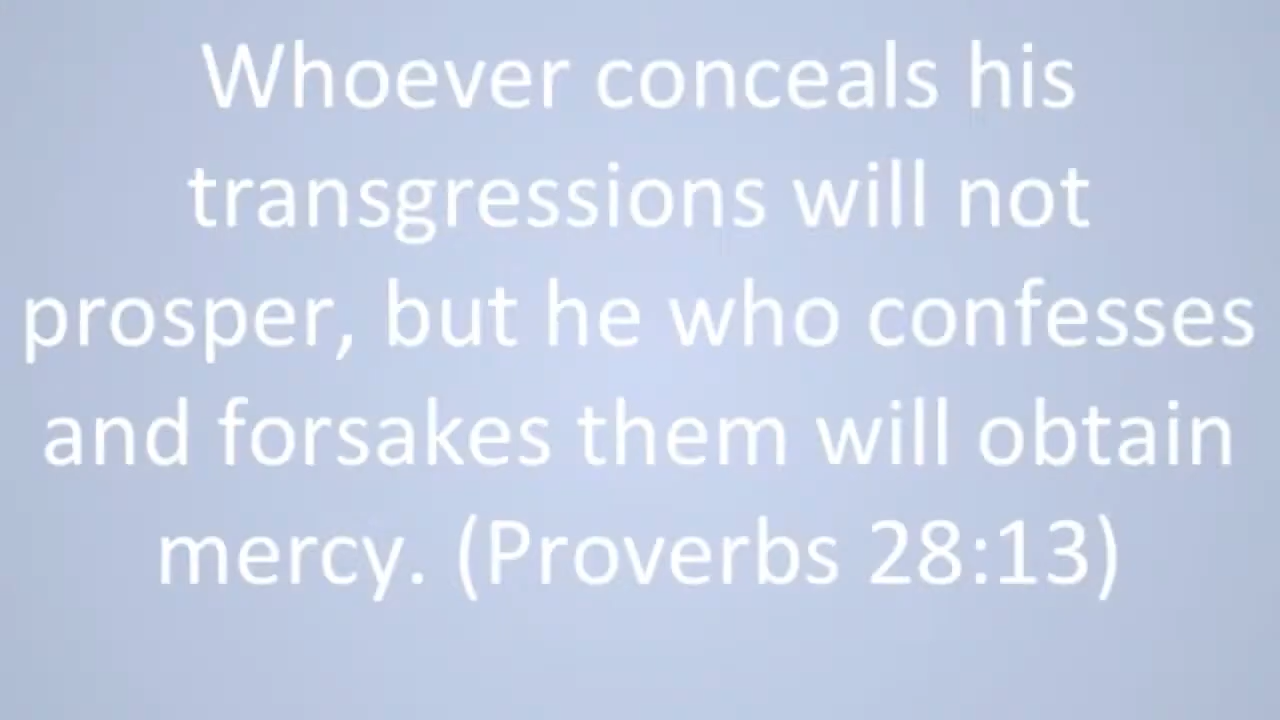 Whoever conceals his
transgressions will not
prosper, but he who confesses
and forsakes them will obtain
mercy. (Proverbs 28:13)